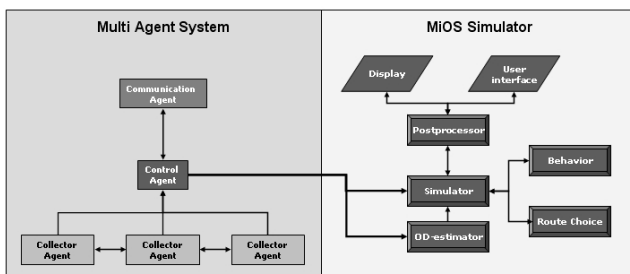 Multi Agent System
MiOS Simulator
Communication
Agent
Control
Agent
Collector
Agent
Collector
Agent
Collector
Agent
Display
User
interface
Postprocessor
Simulator
OD-estimator
Behavior
Route Choice